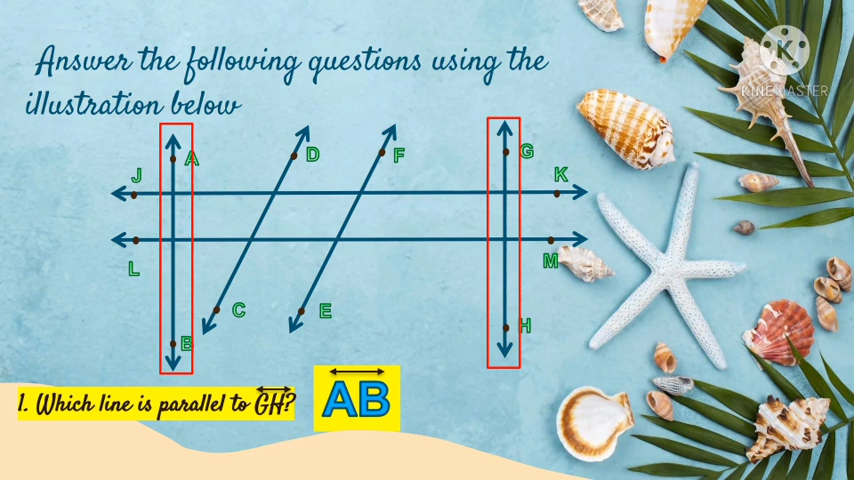 Answer the following questions using the
illustration below
A
D
F
G
J
K
L
M
C
E
H
B
1. Which line is parallel to GH?
AB
K
KINEMASTER